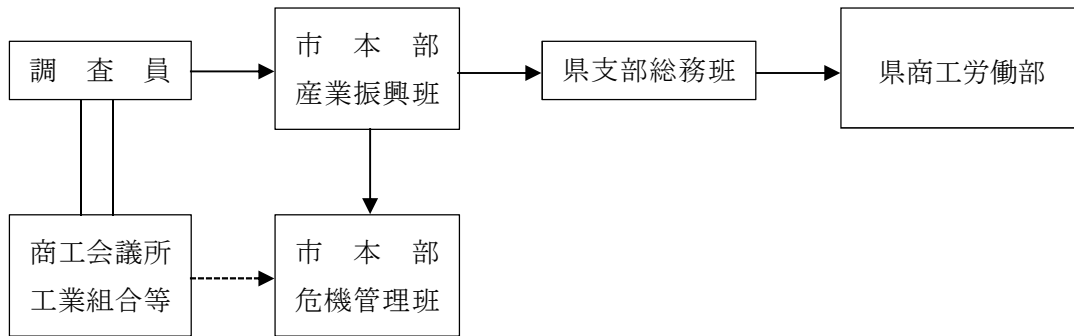 調　査　員
市　本　部
産業振興班
県支部総務班
県商工労働部
商工会議所
工業組合等
市　本　部
危機管理班